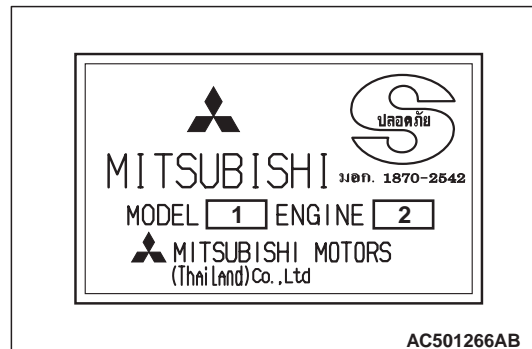 ปลอดภัย
MITSUBISHI
มอก. 1870-2542
MODEL 1 ENGINE 2
MITSUBISHI MOTORS
(Thailand)Co.,Ltd
AC501266AB